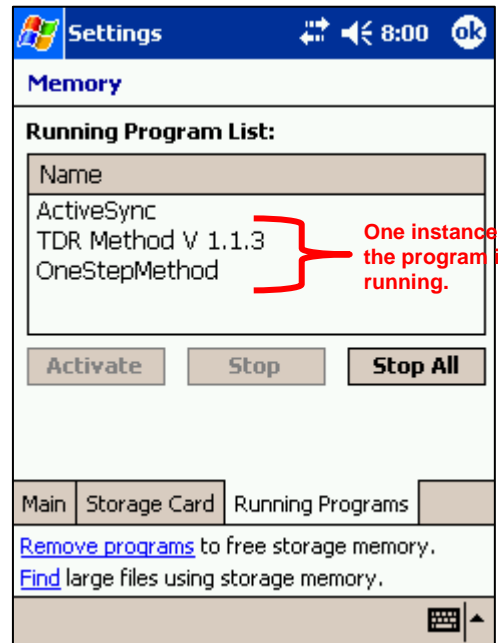 Settings 8:00 ok
Memory
Running Program List:
Name
ActiveSync
TDR Method V 1.1.3
OneStepMethod
One instance
the program
running.
Activate Stop Stop All
Main Storage Card Running Programs
Remove programs to free storage memory.
Find large files using storage memory.